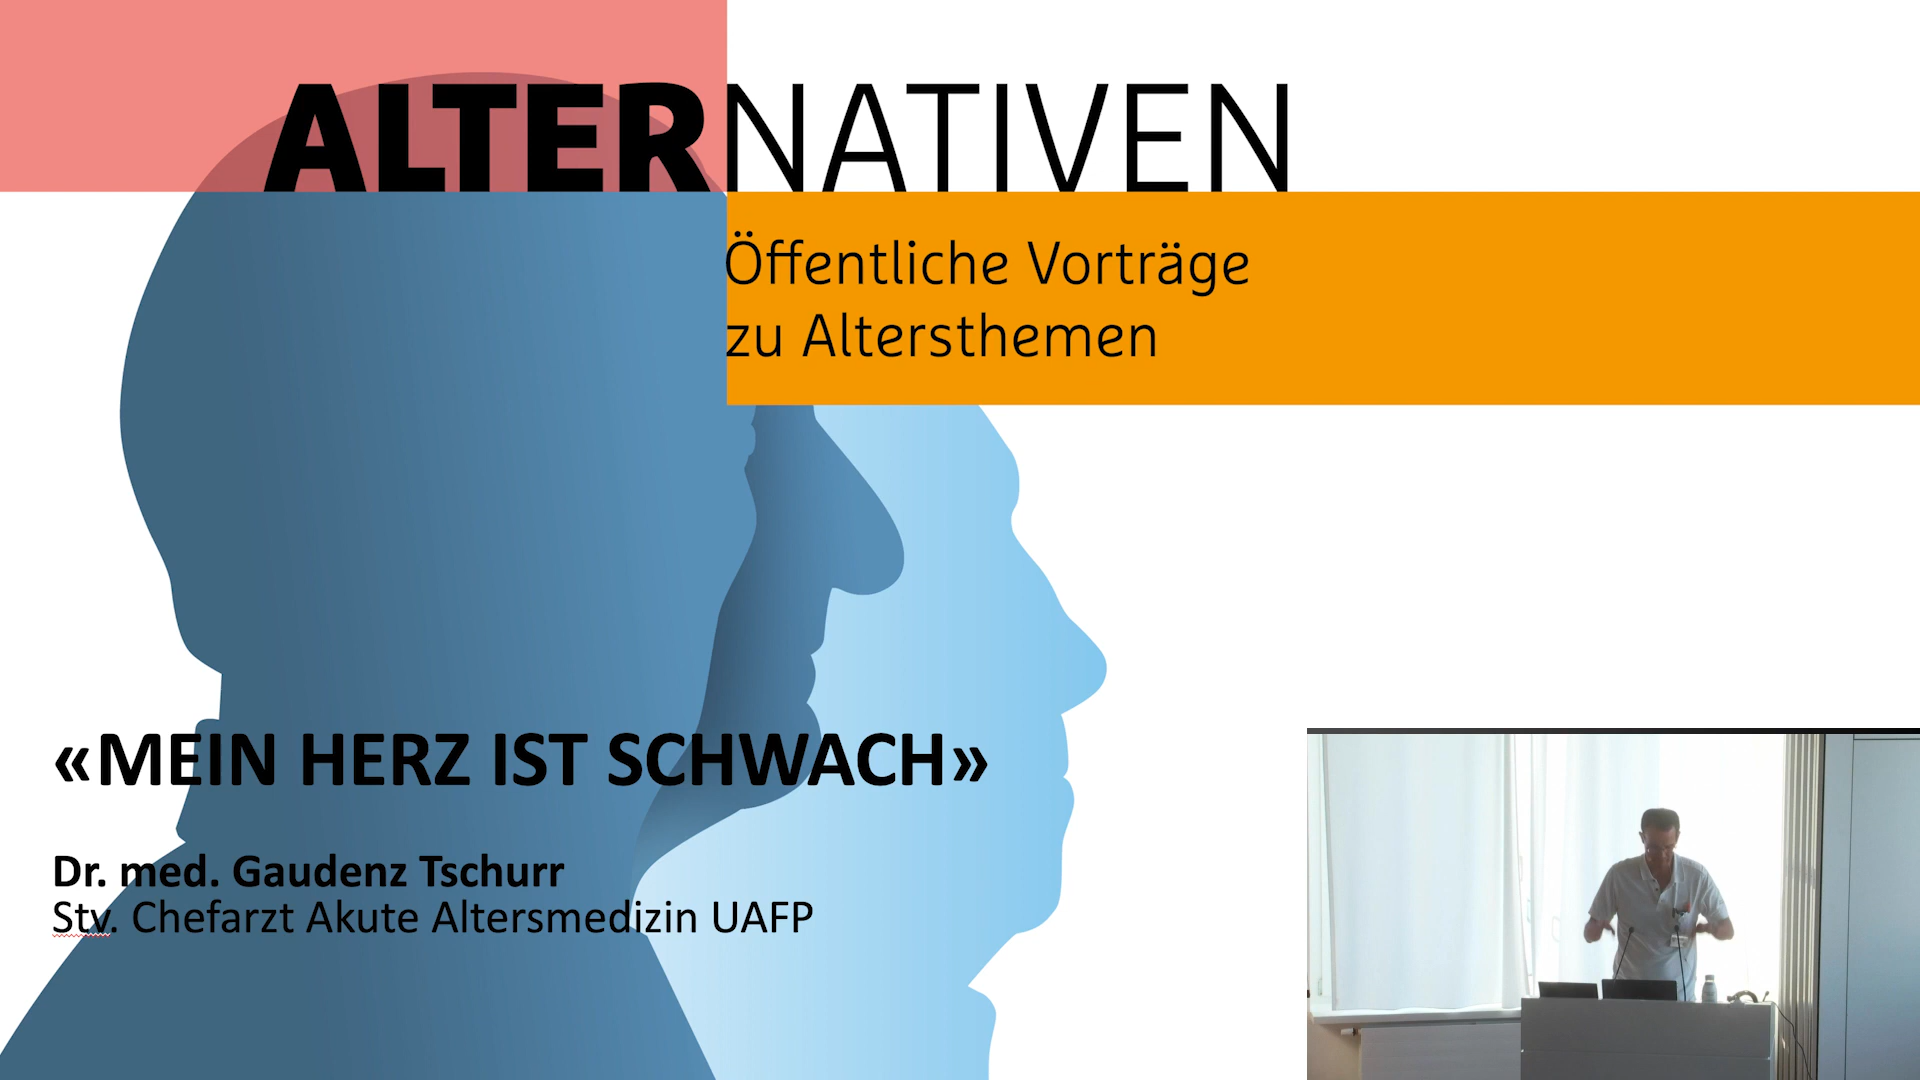 ALTERNATIVEN
Öffentliche Vorträge
zu Altersthemen
«MEIN HERZ IST SCHWACH»
Dr. med. Gaudenz Tschurr
Stv. Chefarzt Akute Altersmedizin UAFP